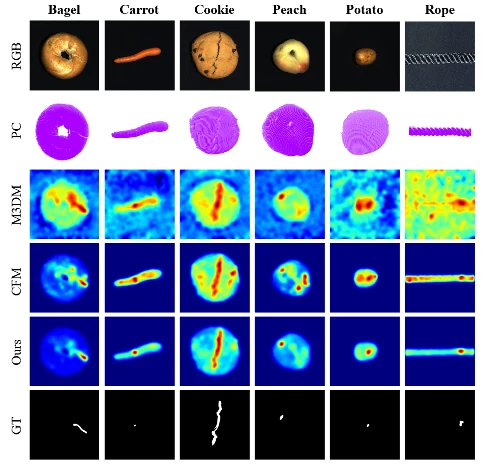 Bagel Carrot Cookie Peach Potato Rope
RGB
PC
M3DM
CFM
Ours
GT